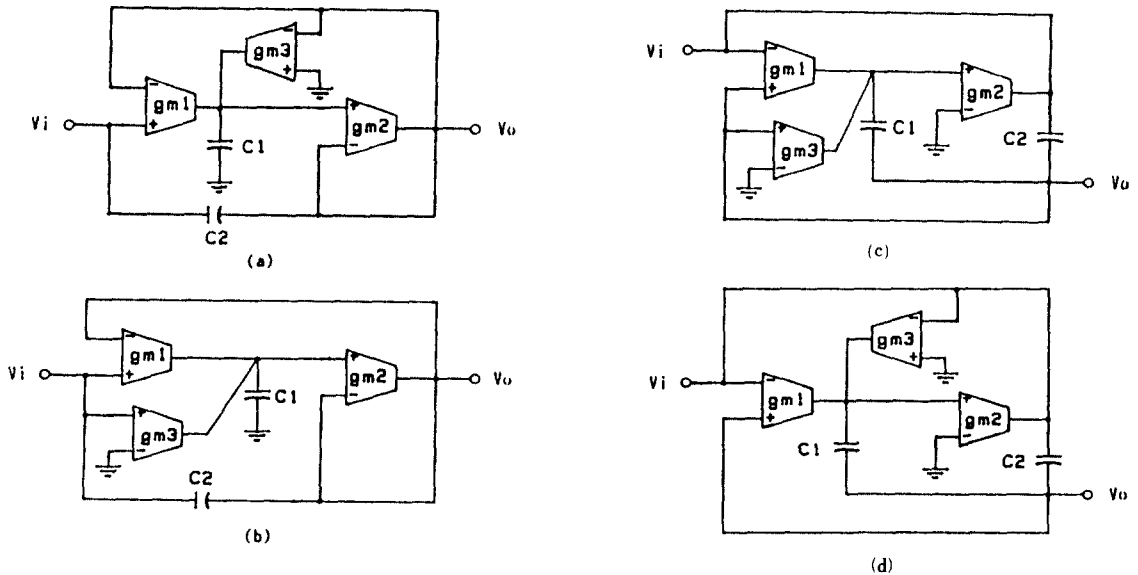 -
gm3
+
-
gm1
+
Vi
C1
+
gm2
-
Vo
C2
(a)
-
gm1
+
Vi
+
gm3
-
C1
+
gm2
-
Vo
C2
(b)
Vi
-
gm1
+
+
gm3
-
C1
+
gm2
-
C2
Vo
(c)
-
gm3
+
Vi
-
gm1
+
C1
+
gm2
-
C2
Vo
(d)